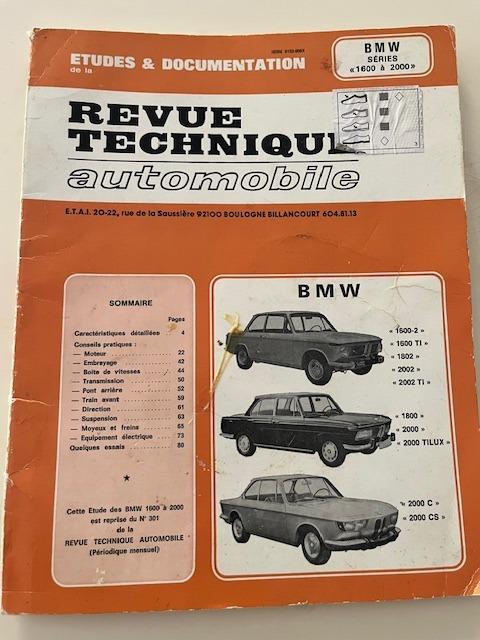 ETUDES & DOCUMENTATION
de la
BMW
SÉRIES
«1600 à 2000»
REVUE
TECHNIQUE
automobile
E.T.A.I. 20-22, rue de la Saussière 92100 BOULOGNE BILLANCOURT 604.81.13
SOMMAIRE
Pages
Caractéristiques détaillées . . 4
Conseils pratiques :
— Moteur 22
— Embrayage 42
— Boite de vitesses 44
— Transmission 50
— Pont arrière 52
— Train avant 59
— Direction 61
— Suspension 63
— Moyeux et freins 65
— Equipement électrique 73
Quelques essais 80
★
Cette Etude des BMW 1600 à 2000
est reprise du N° 301
de la
REVUE TECHNIQUE AUTOMOBILE
(Périodique mensuel)
BMW
« 1600-2 »
« 1600 TI »
« 1802 »
« 2002 »
« 2002 TI »
« 1800 »
« 2000 »
« 2000 TILUX »
« 2000 C »
« 2000 CS »